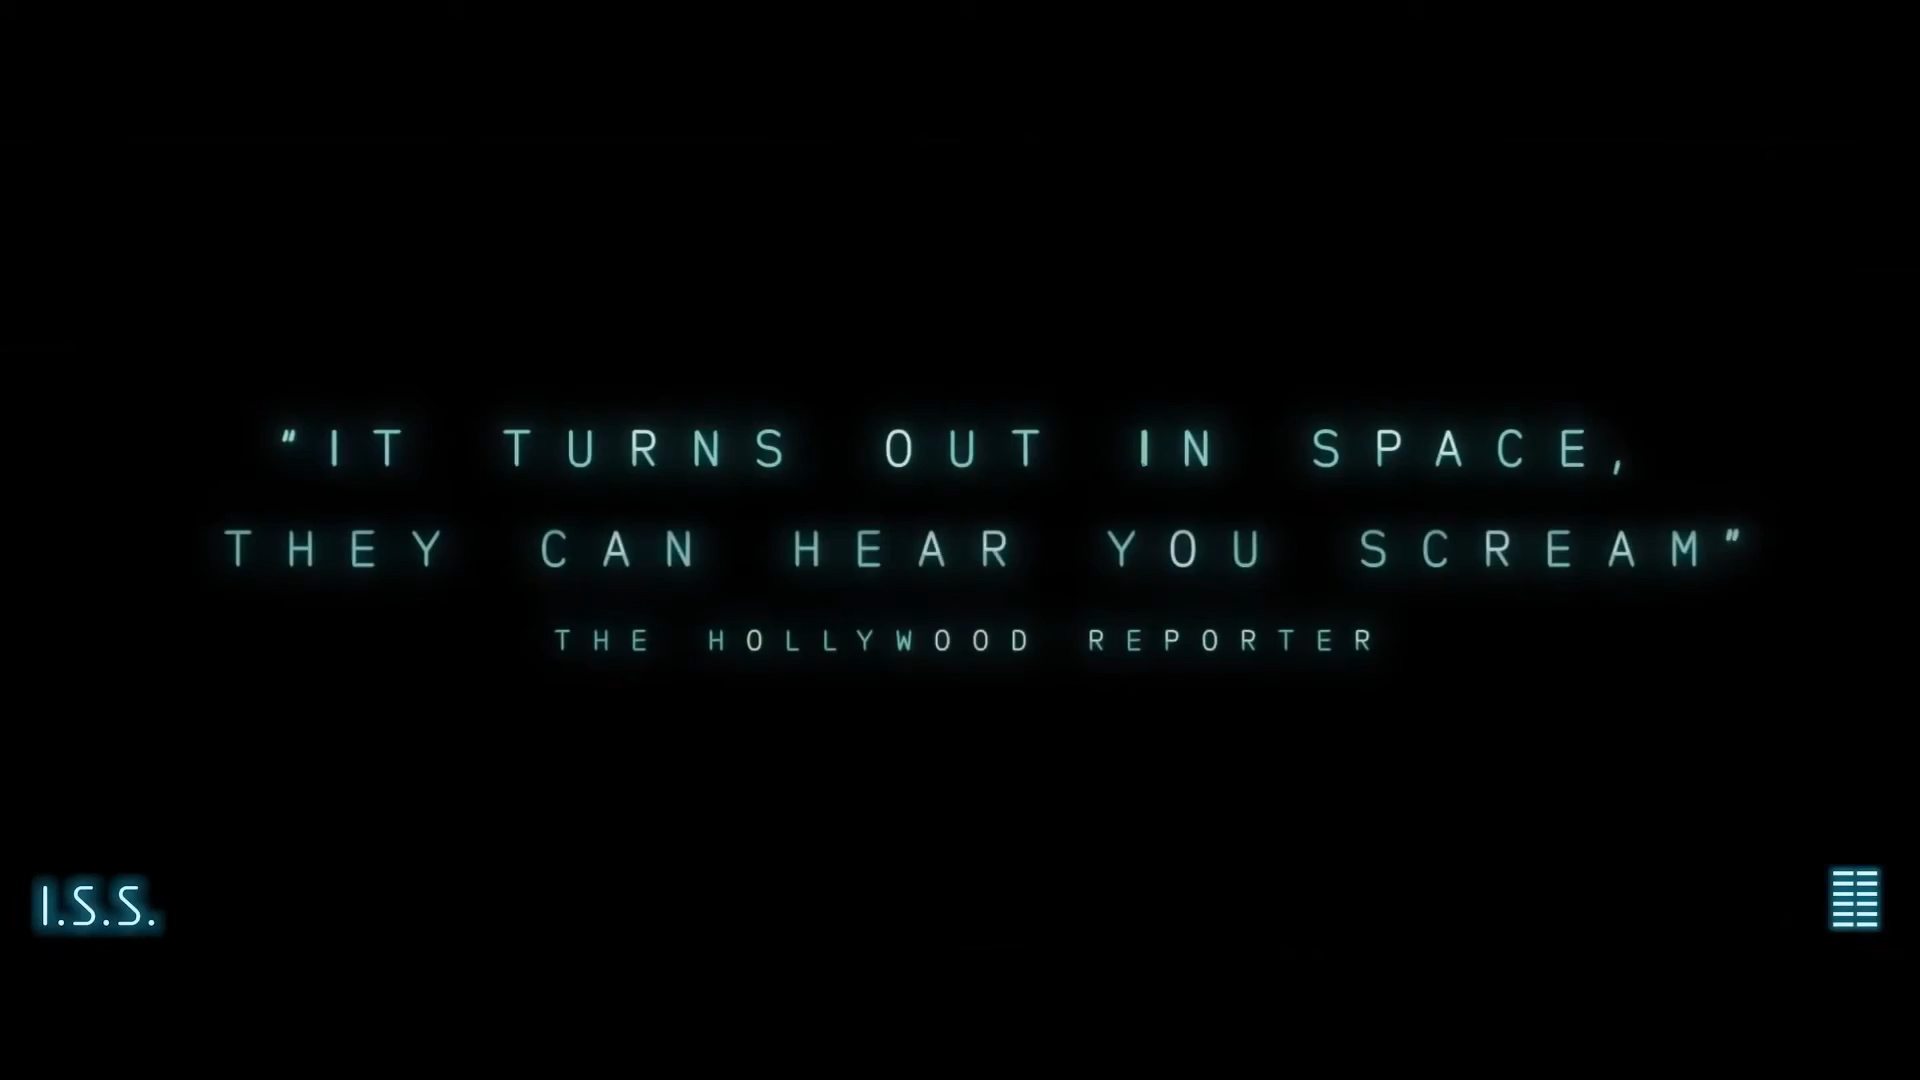 "IT TURNS OUT IN SPACE,
THEY CAN HEAR YOU SCREAM"
THE HOLLYWOOD REPORTER
I.S.S.